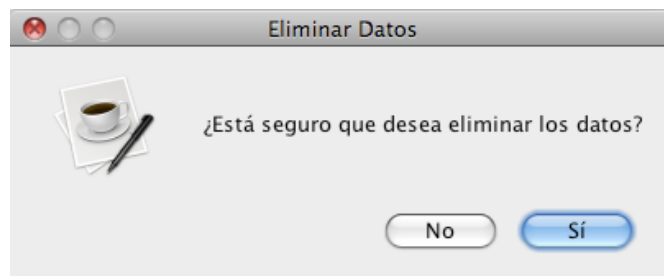 Eliminar Datos
¿Está seguro que desea eliminar los datos?
No
Sí